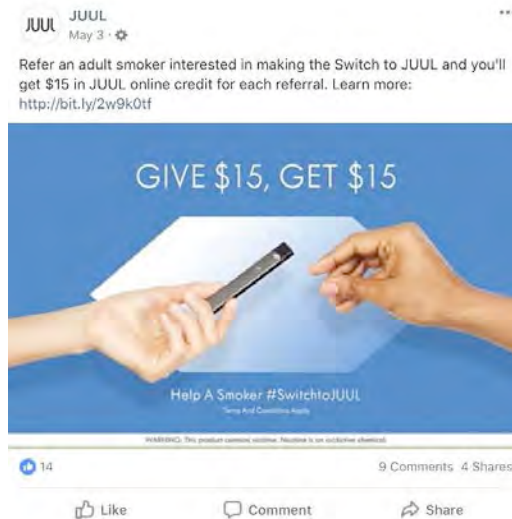 JUUL
JUUL
May 3 ·
Refer an adult smoker interested in making the Switch to JUUL and you'll
get $15 in JUUL online credit for each referral. Learn more:
http://bit.ly/2w9k0tf
GIVE $15, GET $15
Help A Smoker #SwitchtoJUUL
Terms And Conditions Apply
WARNING: This product contains nicotine. Nicotine is an addictive chemical.
14
9 Comments 4 Shares
Like Comment Share